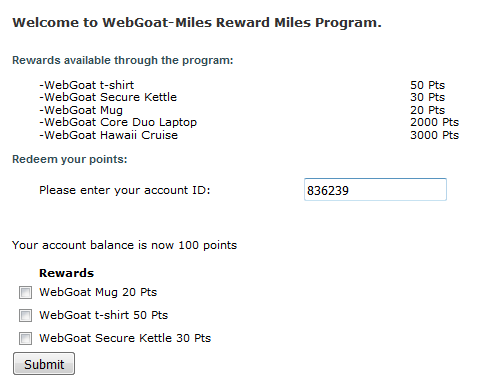 Welcome to WebGoat-Miles Reward Miles Program.
Rewards available through the program:
-WebGoat t-shirt 50 Pts
-WebGoat Secure Kettle 30 Pts
-WebGoat Mug 20 Pts
-WebGoat Core Duo Laptop 2000 Pts
-WebGoat Hawaii Cruise 3000 Pts
Redeem your points:
Please enter your account ID: 836239
Your account balance is now 100 points
Rewards
WebGoat Mug 20 Pts
WebGoat t-shirt 50 Pts
WebGoat Secure Kettle 30 Pts
Submit